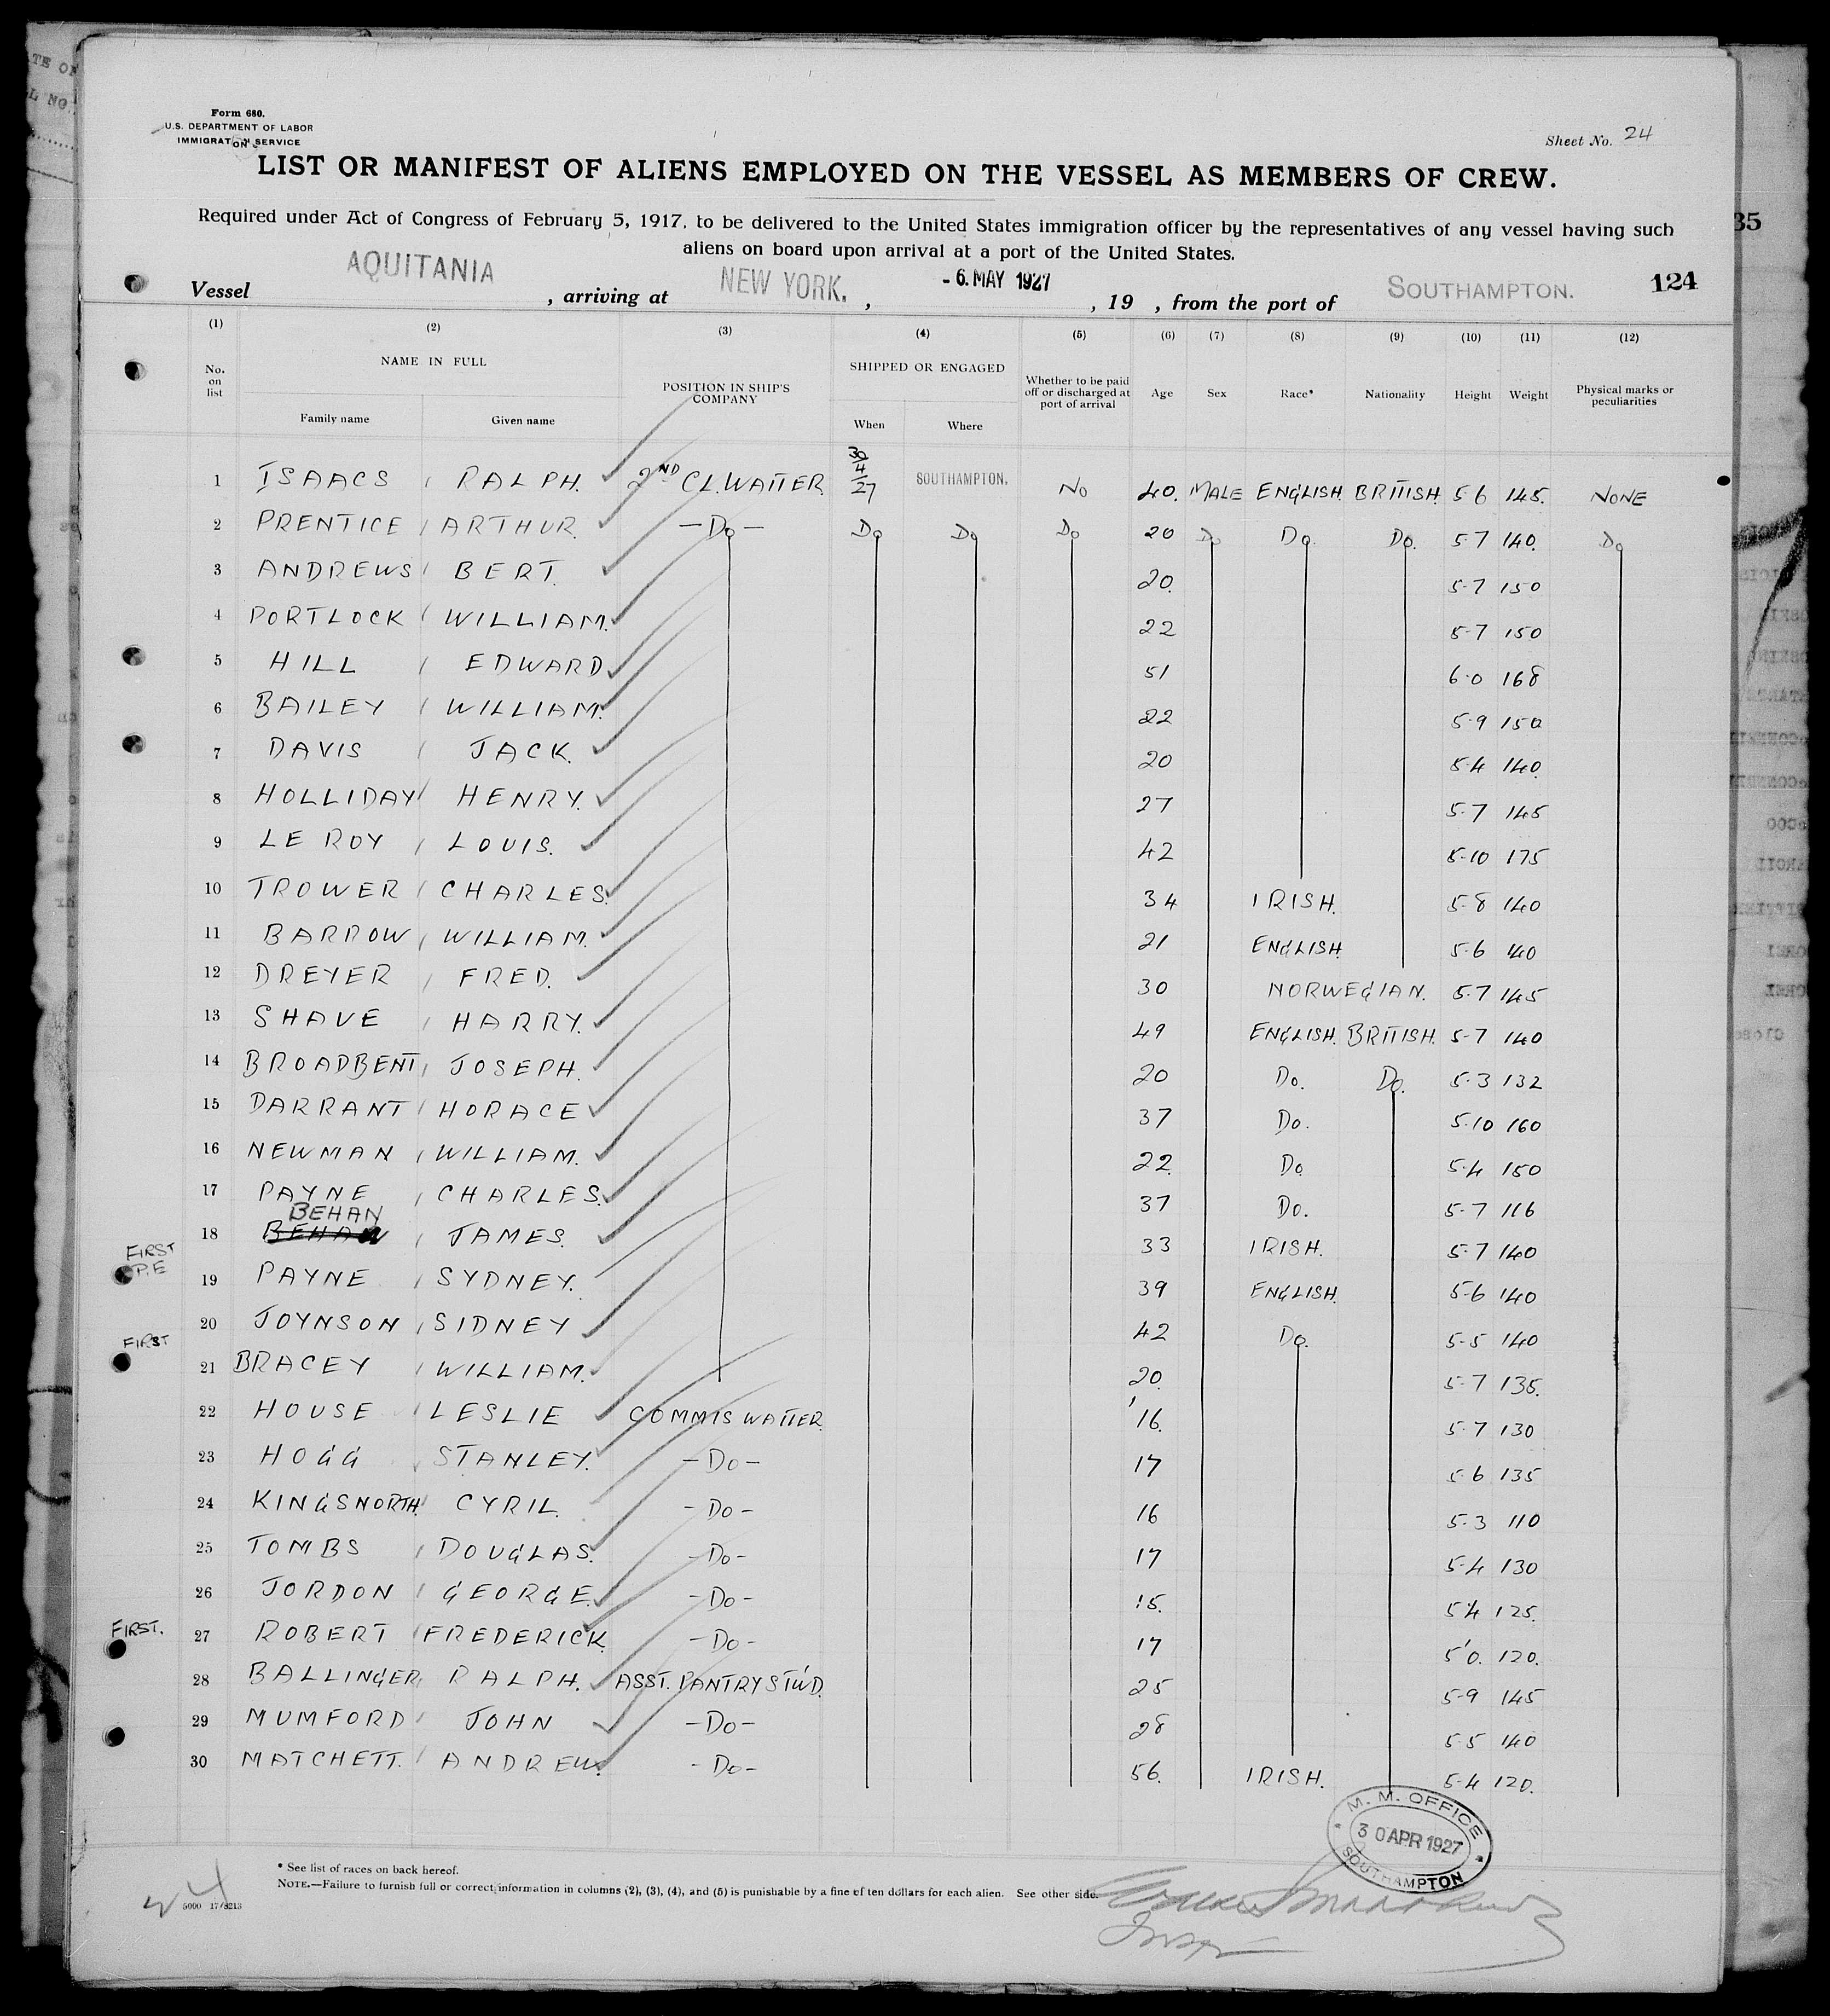 Form 680.
U.S. DEPARTMENT OF LABOR
IMMIGRATION SERVICE
Sheet No. 24
LIST OR MANIFEST OF ALIENS EMPLOYED ON THE VESSEL AS MEMBERS OF CREW.
Required under Act of Congress of February 5, 1917, to be delivered to the United States immigration officer by the representatives of any vessel having such
aliens on board upon arrival at a port of the United States.
35
Vessel AQUITANIA, arriving at NEW YORK., - 6. MAY 1927, 19 , from the port of SOUTHAMPTON. 124
(1) (2) (3) (4) (5) (6) (7) (8) (9) (10) (11) (12)
No. on list NAME IN FULL POSITION IN SHIP'S COMPANY SHIPPED OR ENGAGED Whether to be paid off or discharged at port of arrival Age Sex Race* Nationality Height Weight Physical marks or peculiarities
Family name Given name When Where
1 ISAACS RALPH. 2ND CL. WAITER. 30/4/27 SOUTHAMPTON. No 40. MALE ENGLISH. BRITISH. 5-6 145. NONE
2 PRENTICE ARTHUR. -Do- Do Do Do 20 Do Do. Do. 5-7 140. Do
3 ANDREWS BERT. 20. 5-7 150
4 PORTLOCK WILLIAM. 22 5-7 150
5 HILL EDWARD 51 6-0 168
6 BAILEY WILLIAM. 22 5-9 150
7 DAVIS JACK. 20 5-4 140.
8 HOLLIDAY HENRY. 27 5-7 145
9 LE ROY LOUIS. 42 5-10 175
10 TROWER CHARLES. 34 IRISH. 5-8 140
11 BARROW WILLIAM. 21 ENGLISH. 5-6 140
12 DREYER FRED. 30 NORWEGIAN. 5-7 145
13 SHAVE HARRY. 49 ENGLISH. BRITISH. 5-7 140
14 BROADBENT JOSEPH. 20 Do. Do. 5-3 132
15 DARRANT HORACE 37 Do. 5-10 160
16 NEWMAN WILLIAM. 22. Do 5-4 150
17 PAYNE CHARLES. 37 Do. 5-7 116
BEHAN
18 BEHAN JAMES. 33 IRISH. 5-7 140
FIRST
P.E
19 PAYNE SYDNEY. 39 ENGLISH. 5-6 140
20 JOYNSON SIDNEY 42 Do. 5-5 140
FIRST
21 BRACEY WILLIAM. 20. 5-7 135.
22 HOUSE LESLIE COMMIS WAITER. 16. 5-7 130
23 HOGG STANLEY. -Do- 17 5-6 135
24 KINGSNORTH. CYRIL. -Do- 16 5-3 110
25 TOMBS DOUGLAS. -Do- 17 5-4 130
26 JORDON GEORGE. -Do- 15. 5-4 125.
FIRST. 27 ROBERT FREDERICK. -Do- 17 5'0. 120.
28 BALLINGER RALPH. ASST. PANTRY STWD. 25 5-9 145
29 MUMFORD JOHN -Do- 28 5-5 140
30 MATCHETT. ANDREW. -Do- 56. IRISH. 5-4 120.
M. M. OFFICE
30 APR 1927
SOUTHAMPTON
* See list of races on back hereof.
NOTE.—Failure to furnish full or correct information in columns (2), (3), (4), and (5) is punishable by a fine of ten dollars for each alien. See other side.
5000 17/8213